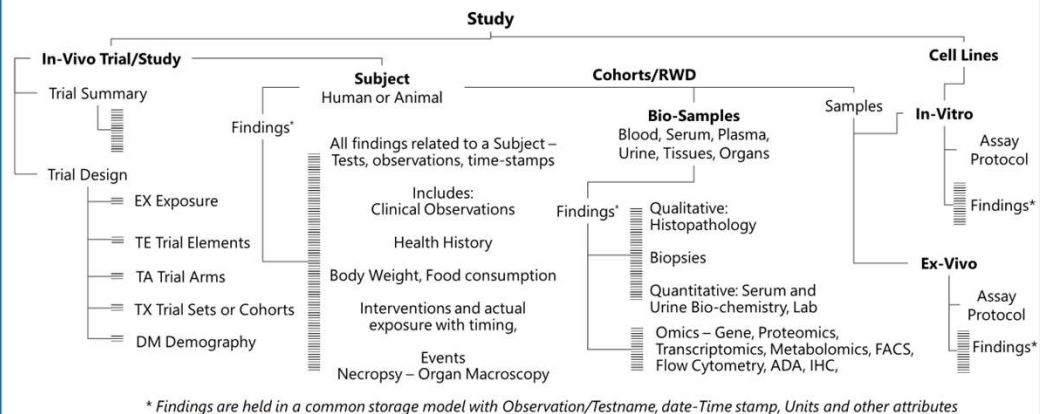 Study
In-Vivo Trial/Study
Trial Summary
Trial Design
EX Exposure
TE Trial Elements
TA Trial Arms
TX Trial Sets or Cohorts
DM Demography
Subject
Human or Animal
Findings*
All findings related to a Subject –
Tests, observations, time-stamps
Includes:
Clinical Observations
Health History
Body Weight, Food consumption
Interventions and actual
exposure with timing,
Events
Necropsy – Organ Macroscopy
Cohorts/RWD
Bio-Samples
Blood, Serum, Plasma,
Urine, Tissues, Organs
Findings*
Qualitative:
Histopathology
Biopsies
Quantitative: Serum and
Urine Bio-chemistry, Lab
Omics – Gene, Proteomics,
Transcriptomics, Metabolomics, FACS,
Flow Cytometry, ADA, IHC,
Samples
Cell Lines
In-Vitro
Assay
Protocol
Findings*
Ex-Vivo
Assay
Protocol
Findings*
* Findings are held in a common storage model with Observation/Testname, date-Time stamp, Units and other attributes